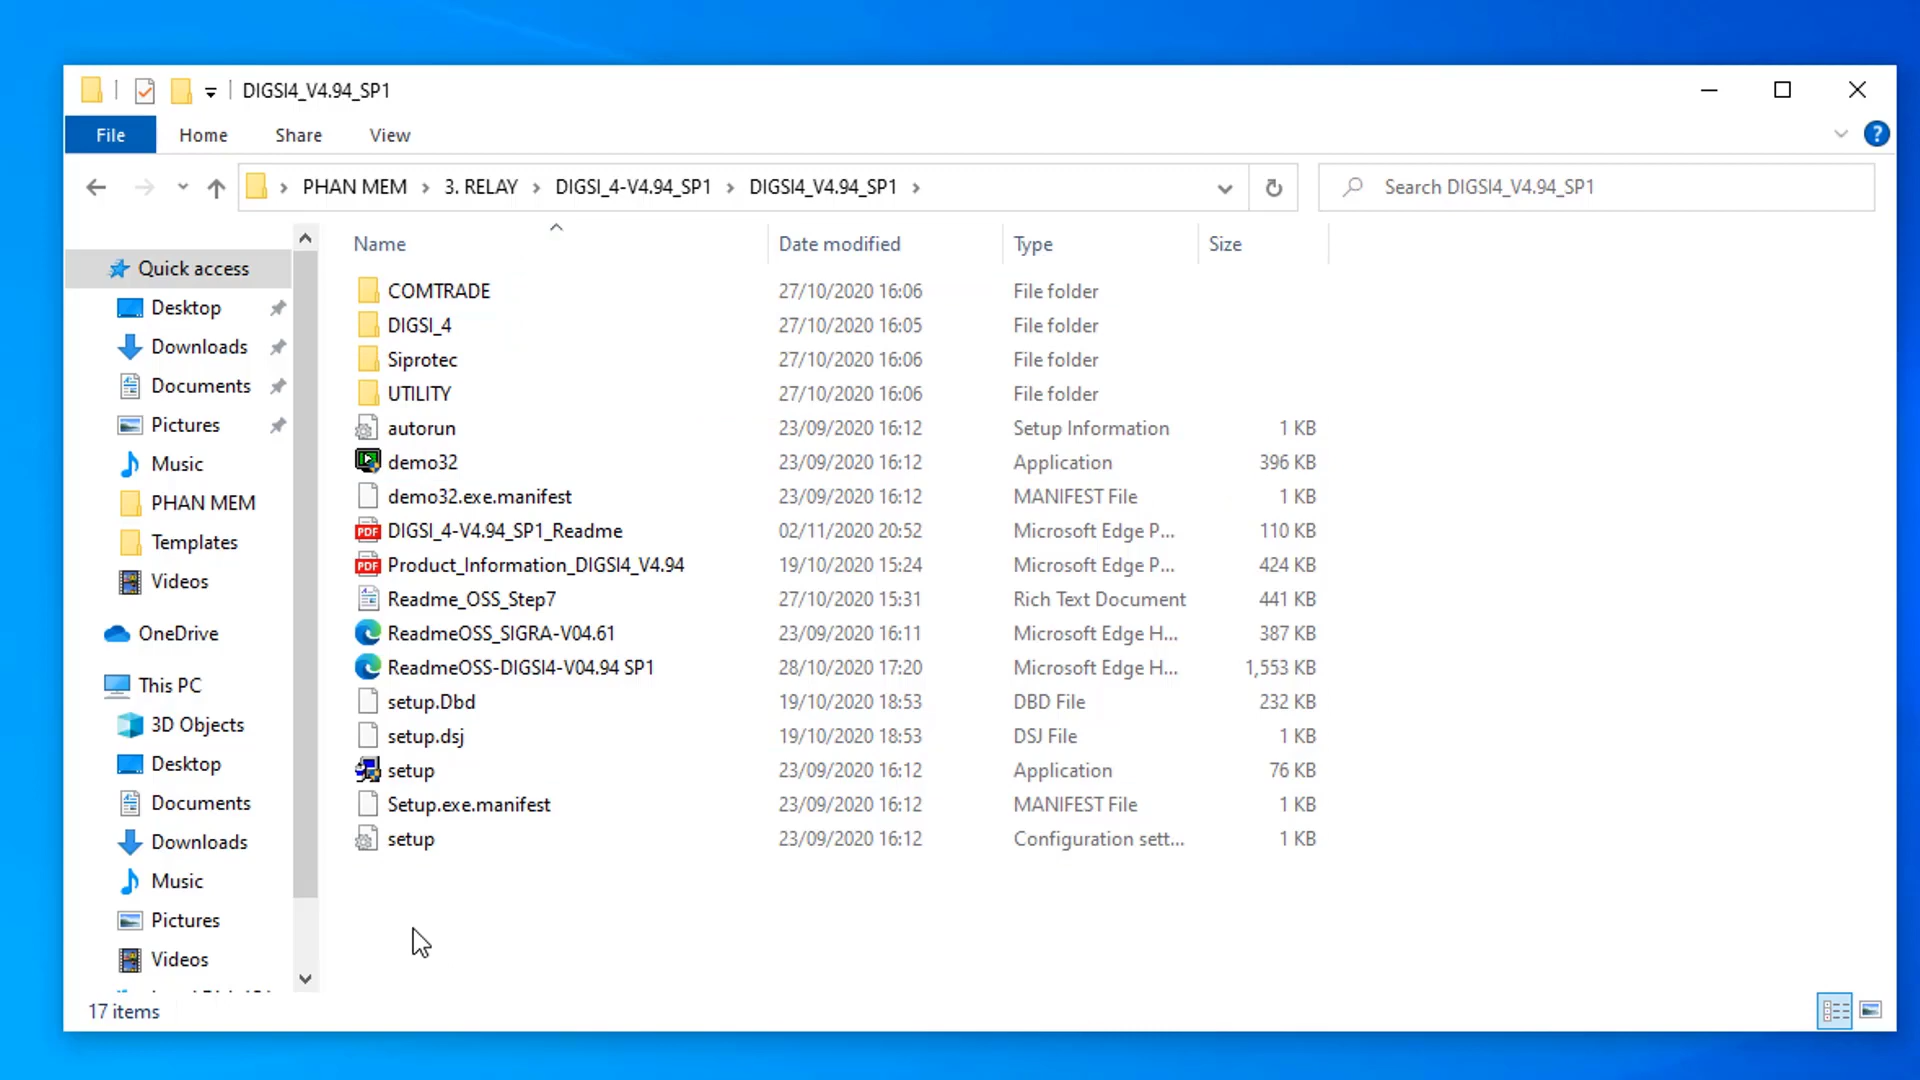 DIGSI4_V4.94_SP1
File Home Share View
PHAN MEM 3. RELAY DIGSI_4-V4.94_SP1 DIGSI4_V4.94_SP1
Search DIGSI4_V4.94_SP1
Quick access
Desktop
Downloads
Documents
Pictures
Music
PHAN MEM
Templates
Videos
OneDrive
This PC
3D Objects
Desktop
Documents
Downloads
Music
Pictures
Videos
Name Date modified Type Size
COMTRADE 27/10/2020 16:06 File folder
DIGSI_4 27/10/2020 16:05 File folder
Siprotec 27/10/2020 16:06 File folder
UTILITY 27/10/2020 16:06 File folder
autorun 23/09/2020 16:12 Setup Information 1 KB
demo32 23/09/2020 16:12 Application 396 KB
demo32.exe.manifest 23/09/2020 16:12 MANIFEST File 1 KB
PDF DIGSI_4-V4.94_SP1_Readme 02/11/2020 20:52 Microsoft Edge P... 110 KB
PDF Product_Information_DIGSI4_V4.94 19/10/2020 15:24 Microsoft Edge P... 424 KB
Readme_OSS_Step7 27/10/2020 15:31 Rich Text Document 441 KB
ReadmeOSS_SIGRA-V04.61 23/09/2020 16:11 Microsoft Edge H... 387 KB
ReadmeOSS-DIGSI4-V04.94 SP1 28/10/2020 17:20 Microsoft Edge H... 1,553 KB
setup.Dbd 19/10/2020 18:53 DBD File 232 KB
setup.dsj 19/10/2020 18:53 DSJ File 1 KB
setup 23/09/2020 16:12 Application 76 KB
Setup.exe.manifest 23/09/2020 16:12 MANIFEST File 1 KB
setup 23/09/2020 16:12 Configuration sett... 1 KB
17 items